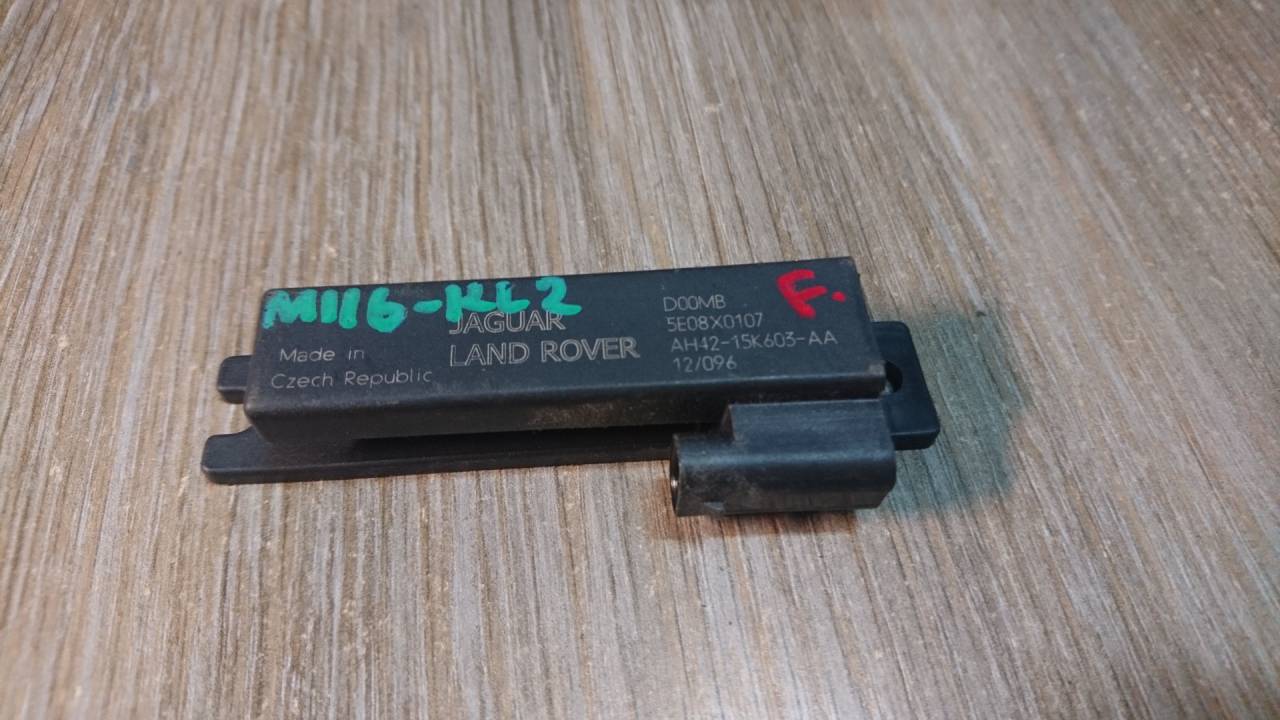 M116-KL2
F.
JAGUAR
LAND ROVER
Made in
Czech Republic
D00MB
5E08X0107
AH42-15K603-AA
12/096